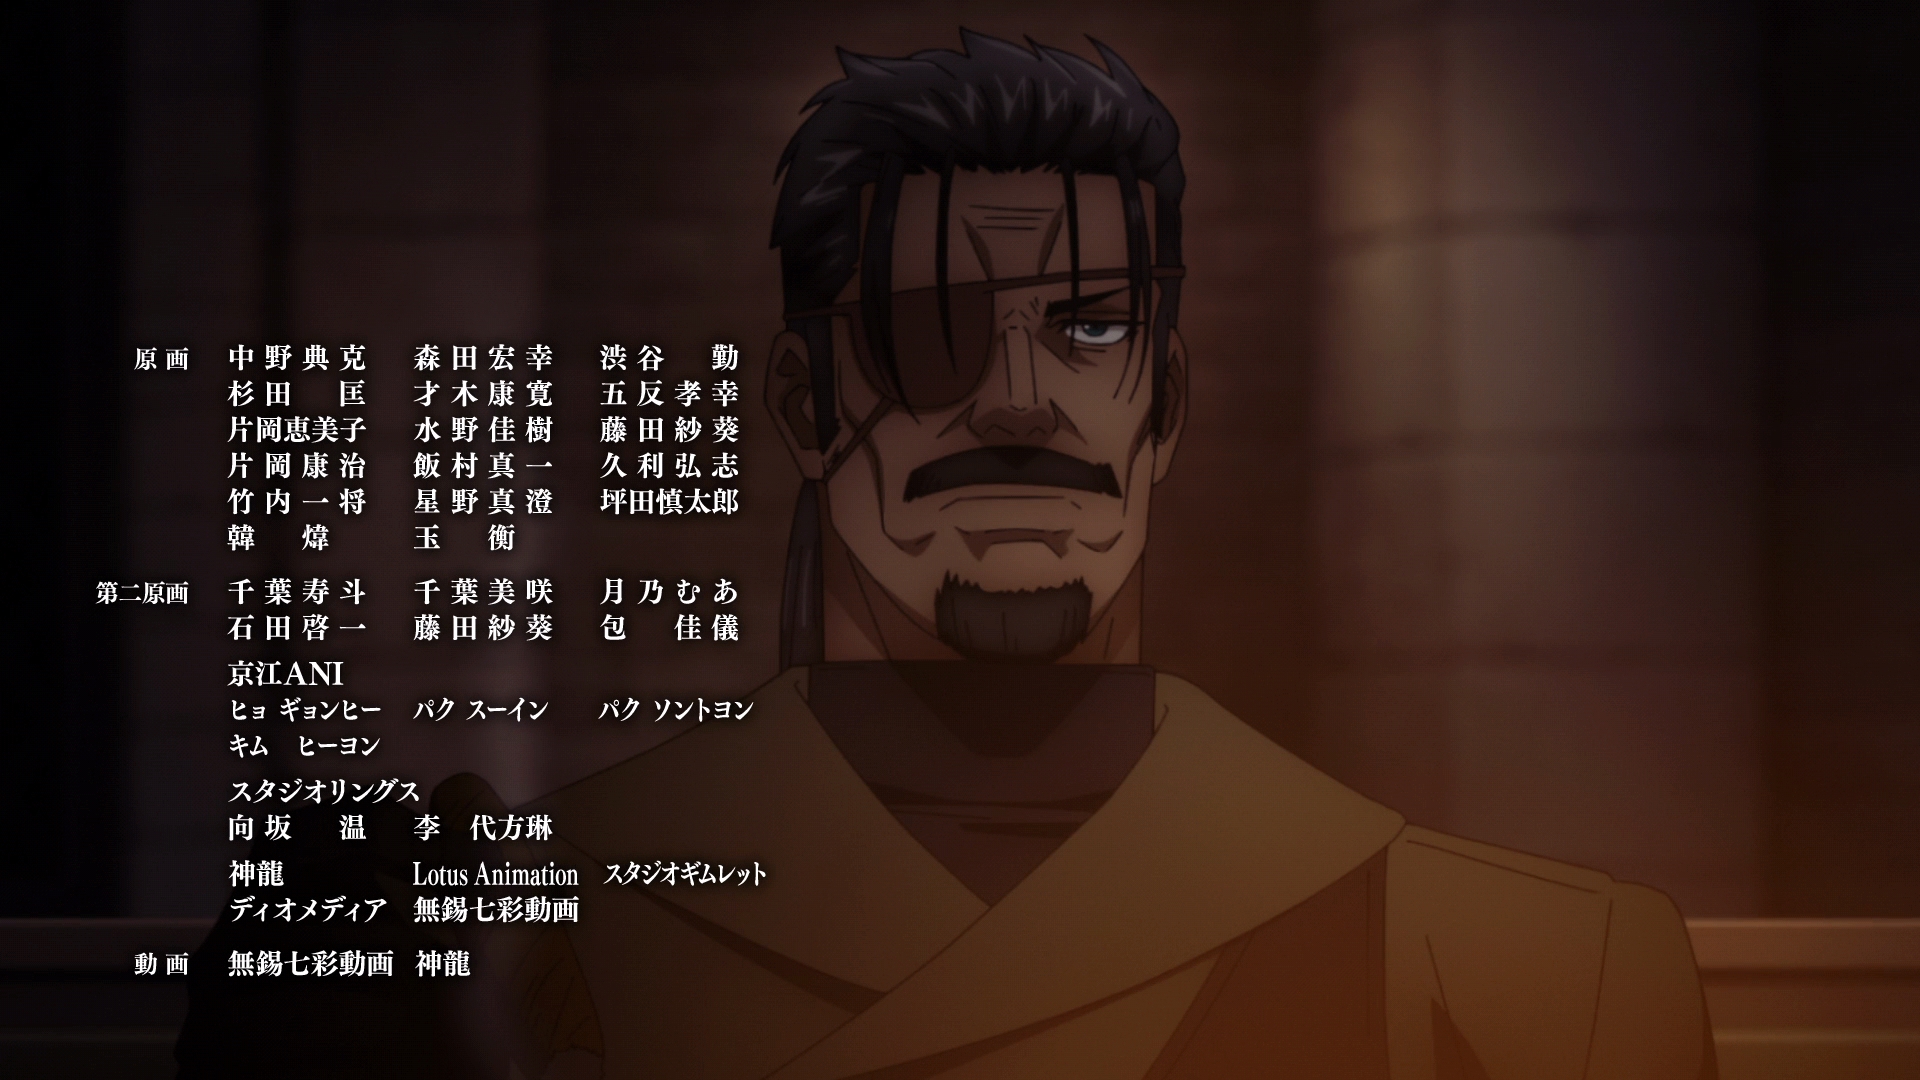 原画 中野典克 森田宏幸 渋谷 勤
杉田 匡 才木康寛 五反孝幸
片岡恵美子 水野佳樹 藤田紗葵
片岡康治 飯村真一 久利弘志
竹内一将 星野真澄 坪田慎太郎
韓 煒 玉 衡
第二原画 千葉寿斗 千葉美咲 月乃むあ
石田啓一 藤田紗葵 包 佳儀
京江ANI
ヒョ ギョンヒー パク スーイン パク ソントヨン
キム ヒーヨン
スタジオリングス
向坂 温 李 代方琳
神龍 Lotus Animation スタジオギムレット
ディオメディア 無錫七彩動画
動画 無錫七彩動画 神龍